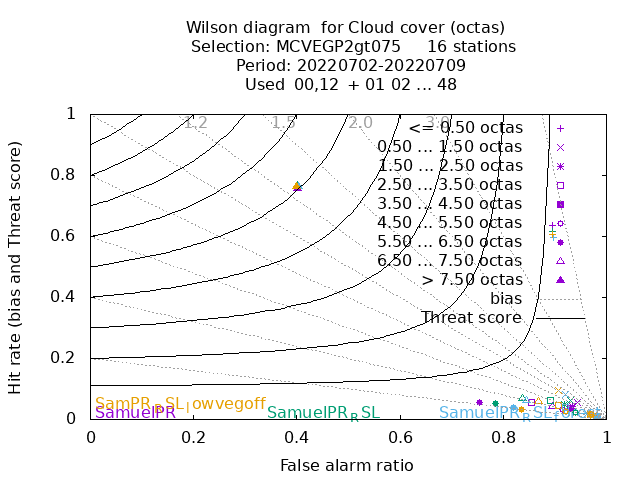 Wilson diagram  for Cloud cover (octas)
Selection: MCVEGP2gt075     16 stations
Period: 20220702-20220709
Used  00,12  + 01 02 ... 48
Hit rate (bias and Threat score)
1
0.8
0.6
0.4
0.2
0
1.2 1.5 2.0 3.0
<= 0.50 octas
0.50 ... 1.50 octas
1.50 ... 2.50 octas
2.50 ... 3.50 octas
3.50 ... 4.50 octas
4.50 ... 5.50 octas
5.50 ... 6.50 octas
6.50 ... 7.50 octas
> 7.50 octas
bias
Threat score
SamPR_RSL_lowvegoff
SamuelPR SamuelPR_RSL
0 0.2 0.4 0.6 0.8 1
False alarm ratio